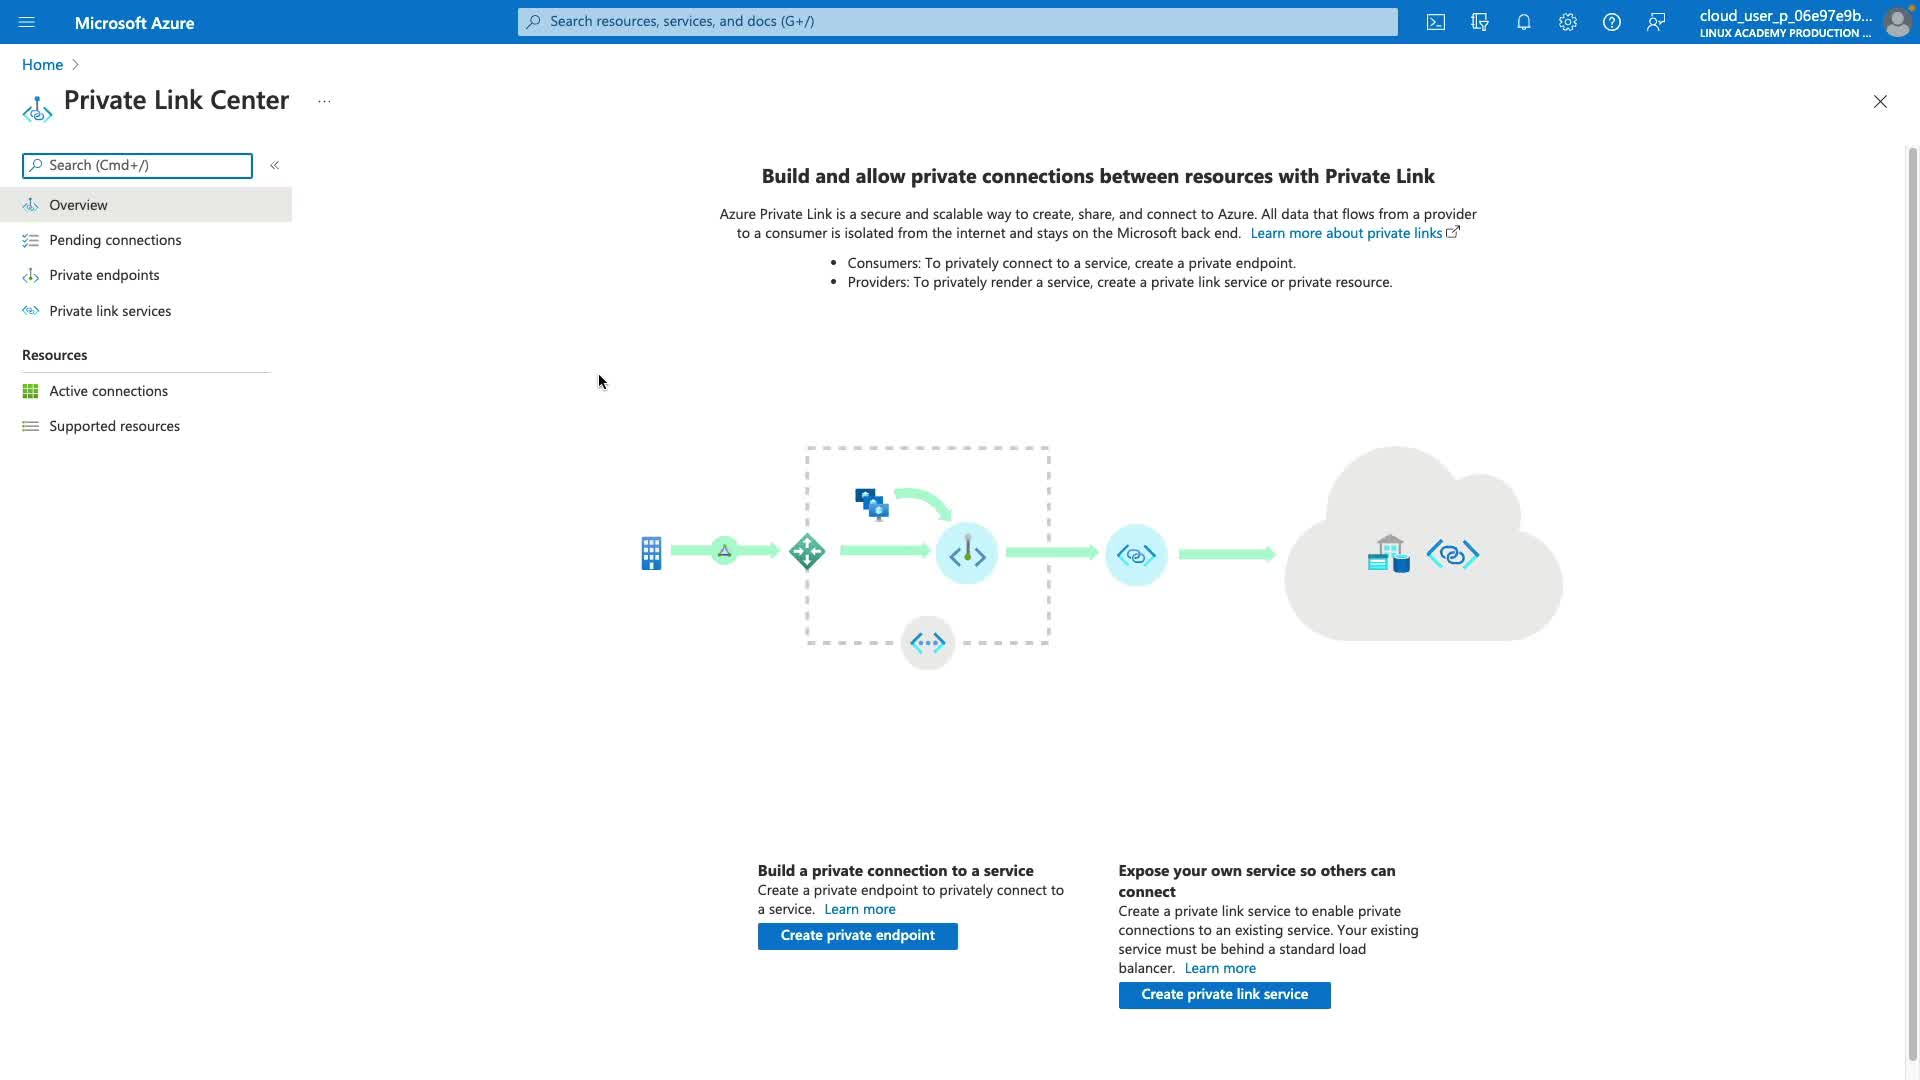 Microsoft Azure
Search resources, services, and docs (G+/)
cloud_user_p_06e97e9b...
LINUX ACADEMY PRODUCTION ...
Home
Private Link Center
...
Search (Cmd+/)
Overview
Pending connections
Private endpoints
Private link services
Resources
Active connections
Supported resources
Build and allow private connections between resources with Private Link
Azure Private Link is a secure and scalable way to create, share, and connect to Azure. All data that flows from a provider
to a consumer is isolated from the internet and stays on the Microsoft back end. Learn more about private links
• Consumers: To privately connect to a service, create a private endpoint.
• Providers: To privately render a service, create a private link service or private resource.
Build a private connection to a service
Create a private endpoint to privately connect to
a service. Learn more
Create private endpoint
Expose your own service so others can
connect
Create a private link service to enable private
connections to an existing service. Your existing
service must be behind a standard load
balancer. Learn more
Create private link service